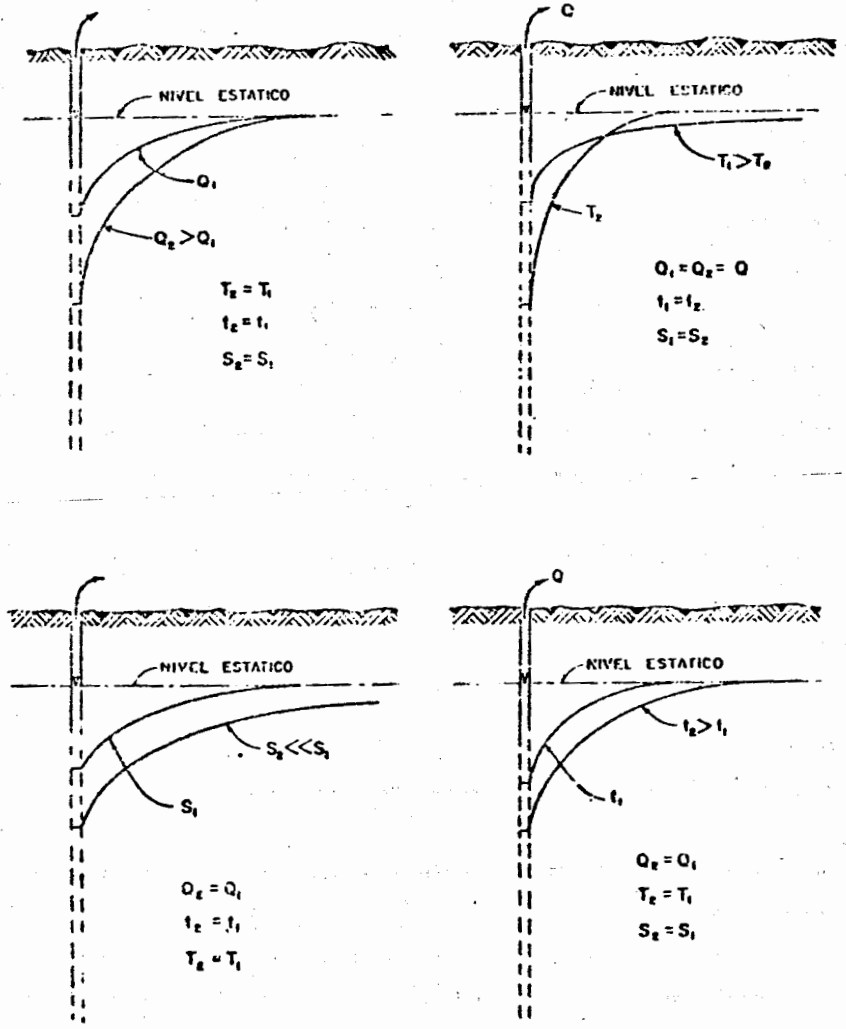 NIVEL ESTATICO
Q₁
Q₂ > Q₁
T₂ = T₁
t₂ = t₁
S₂ = S₁
Q
NIVEL ESTATICO
T₁ > T₂
T₂
Q₁ = Q₂ = Q
t₁ = t₂
S₁ = S₂
NIVEL ESTATICO
S₂ << S₁
S₁
Q₂ = Q₁
t₂ = t₁
T₂ = T₁
Q
NIVEL ESTATICO
t₂ > t₁
t₁
Q₂ = Q₁
T₂ = T₁
S₂ = S₁